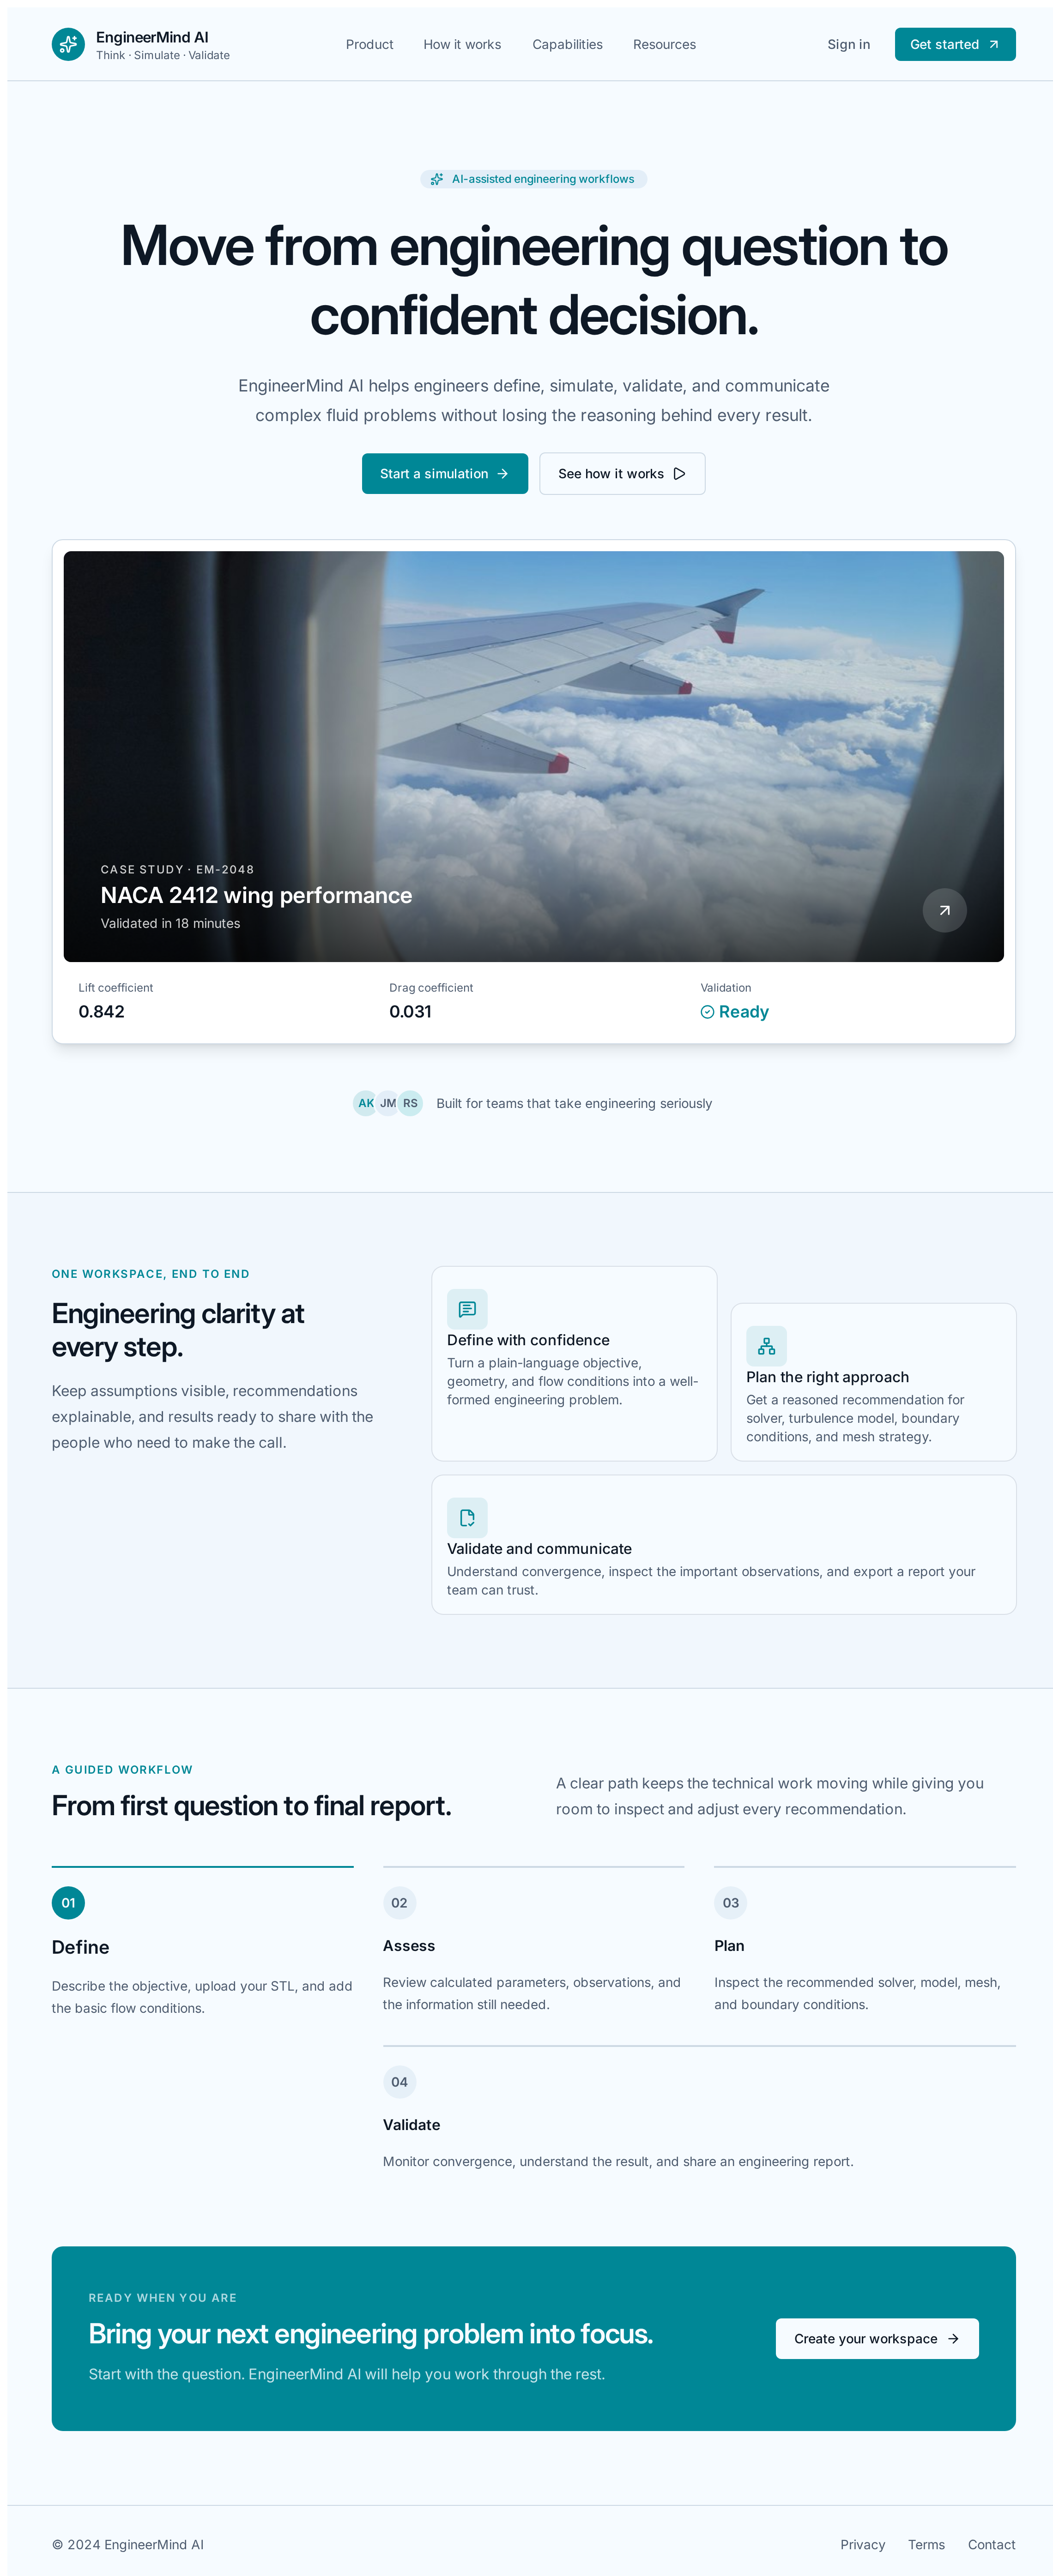 EngineerMind AI
Think · Simulate · Validate
Product
How it works
Capabilities
Resources
Sign in
Get started
AI-assisted engineering workflows
Move from engineering question to
confident decision.
EngineerMind AI helps engineers define, simulate, validate, and communicate
complex fluid problems without losing the reasoning behind every result.
Start a simulation
See how it works
CASE STUDY · EM-2048
NACA 2412 wing performance
Validated in 18 minutes
Lift coefficient
0.842
Drag coefficient
0.031
Validation
Ready
AK
JM
RS
Built for teams that take engineering seriously
ONE WORKSPACE, END TO END
Engineering clarity at
every step.
Keep assumptions visible, recommendations
explainable, and results ready to share with the
people who need to make the call.
Define with confidence
Turn a plain-language objective,
geometry, and flow conditions into a well-
formed engineering problem.
Plan the right approach
Get a reasoned recommendation for
solver, turbulence model, boundary
conditions, and mesh strategy.
Validate and communicate
Understand convergence, inspect the important observations, and export a report your
team can trust.
A GUIDED WORKFLOW
From first question to final report.
A clear path keeps the technical work moving while giving you
room to inspect and adjust every recommendation.
01
Define
Describe the objective, upload your STL, and add
the basic flow conditions.
02
Assess
Review calculated parameters, observations, and
the information still needed.
03
Plan
Inspect the recommended solver, model, mesh,
and boundary conditions.
04
Validate
Monitor convergence, understand the result, and share an engineering report.
READY WHEN YOU ARE
Bring your next engineering problem into focus.
Start with the question. EngineerMind AI will help you work through the rest.
Create your workspace
© 2024 EngineerMind AI
Privacy
Terms
Contact